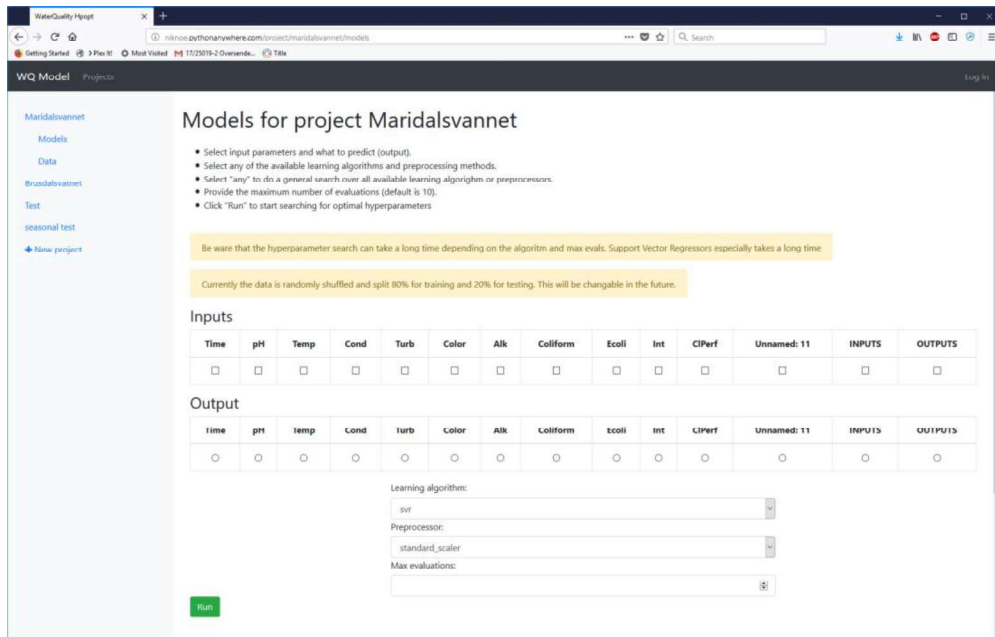 WaterQuality Hpopt
niknoe.pythonanywhere.com/project/maridalsvannet/models
Search
Getting Started
> Plex it!
Most Visited
17/25019-2 Oversende...
Title
WQ Model Projects Log in
Maridalsvannet
Models
Data
Brusdalsvatnet
Test
seasonal test
New project
Models for project Maridalsvannet
Select input parameters and what to predict (output).
Select any of the available learning algorithms and preprocessing methods.
Select "any" to do a general search over all available learning algorighm or preprocessors.
Provide the maximum number of evaluations (default is 10).
Click "Run" to start searching for optimal hyperparameters
Be ware that the hyperparameter search can take a long time depending on the algoritm and max evals. Support Vector Regressors especially takes a long time
Currently the data is randomly shuffled and split 80% for training and 20% for testing. This will be changable in the future.
Inputs
Time pH Temp Cond Turb Color Alk Coliform Ecoli Int ClPerf Unnamed: 11 INPUTS OUTPUTS
Output
Time pH Temp Cond Turb Color Alk Coliform Ecoli Int ClPerf Unnamed: 11 INPUTS OUTPUTS
Learning algorithm:
svr
Preprocessor:
standard_scaler
Max evaluations:
Run